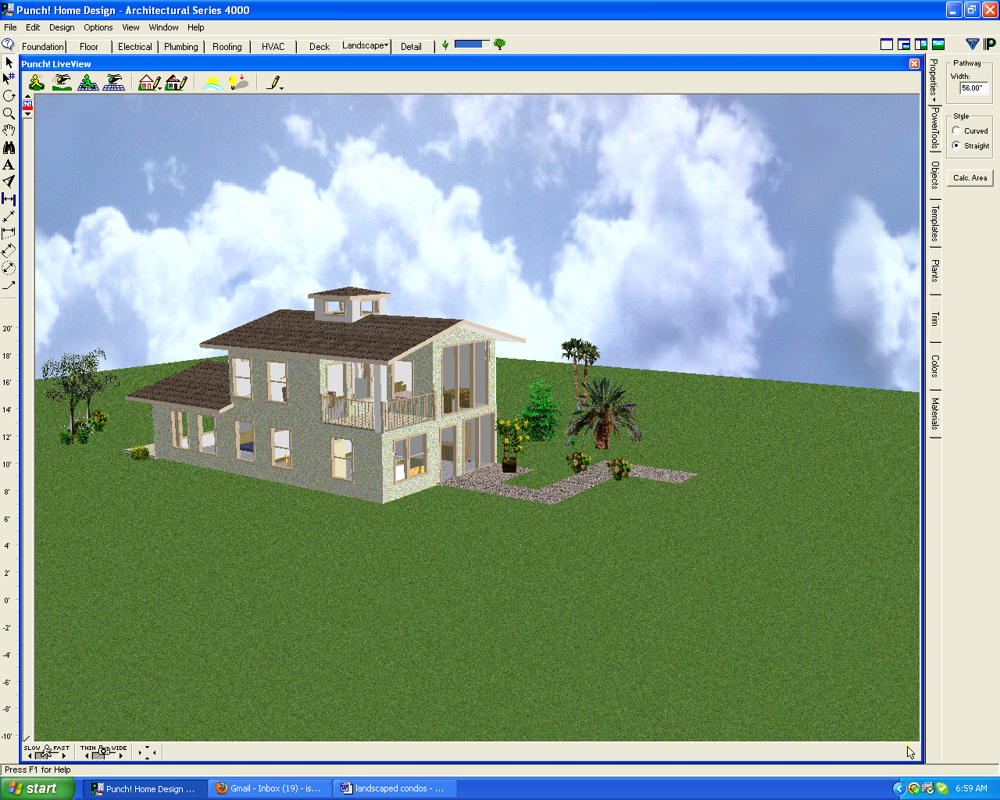 Punch! Home Design - Architectural Series 4000
File Edit Design Options View Window Help
Foundation Floor Electrical Plumbing Roofing HVAC Deck Landscape Detail
Punch! LiveView
Properties
PowerTools
Objects
Templates
Plants
Trim
Colors
Materials
Pathway
Width:
56.00"
Style
Curved
Straight
Calc. Area
20'
18'
16'
14'
12'
10'
8'
6'
4'
2'
0'
-2'
-4'
-6'
-8'
-10'
SLOW FAST THIN WIDE
Press F1 for Help
start Punch! Home Design ... Gmail - Inbox (19) - is... landscaped condos - ... 6:59 AM